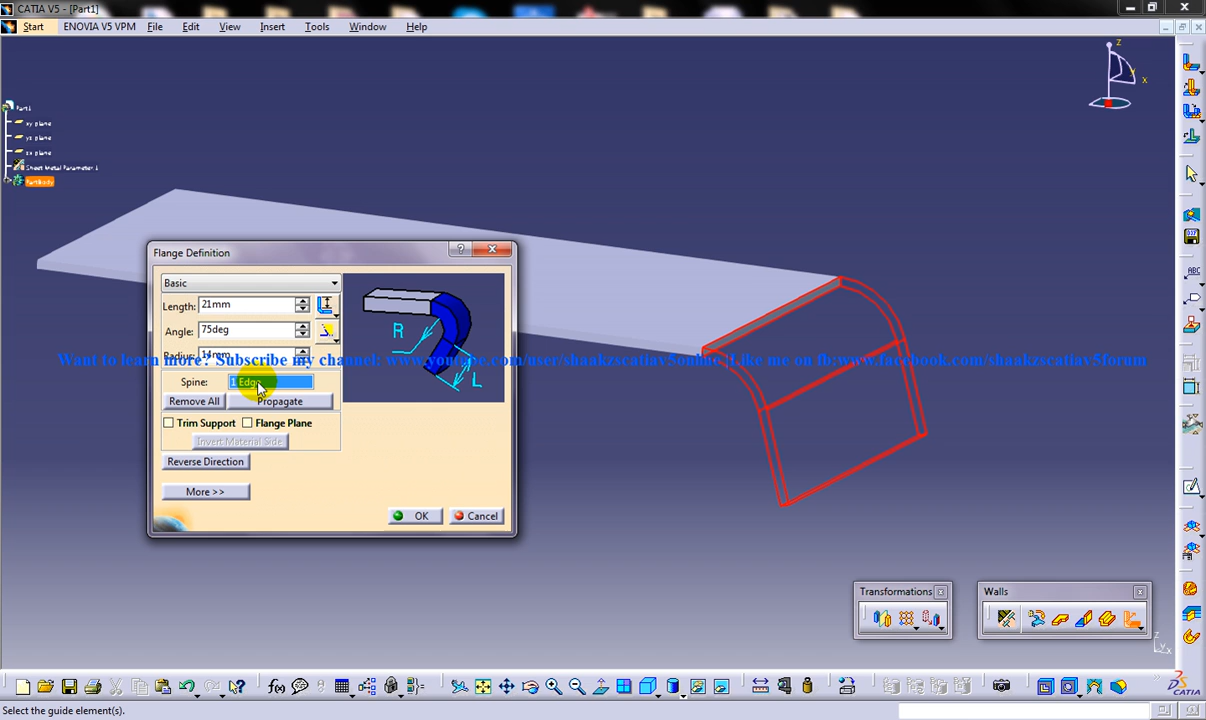 CATIA V5 - [Part1]
Start ENOVIA V5 VPM File Edit View Insert Tools Window Help
z
x
Part1
xy plane
yz plane
zx plane
Sheet Metal Parameter 1
PartBody
Flange Definition
Basic
Length: 21mm
Angle: 75deg
Radius: 14mm
R
L
Want to learn more? Subscribe my channel: www.youtube.com/user/shaakzscatiav5online |Like me on fb:www.facebook.com/shaakzscatiav5forum
Spine: 1 Edge
Remove All Propagate
Trim Support Flange Plane
Invert Material Side
Reverse Direction
More >>
OK Cancel
Transformations Walls
ABC
f(x)
CATIA
Select the guide element(s).